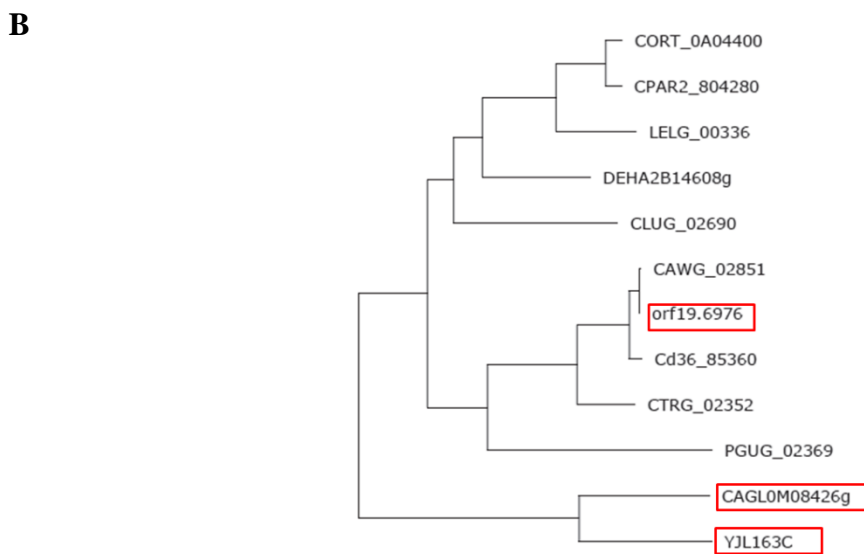 B
CORT_0A04400
CPAR2_804280
LELG_00336
DEHA2B14608g
CLUG_02690
CAWG_02851
orf19.6976
Cd36_85360
CTRG_02352
PGUG_02369
CAGL0M08426g
YJL163C